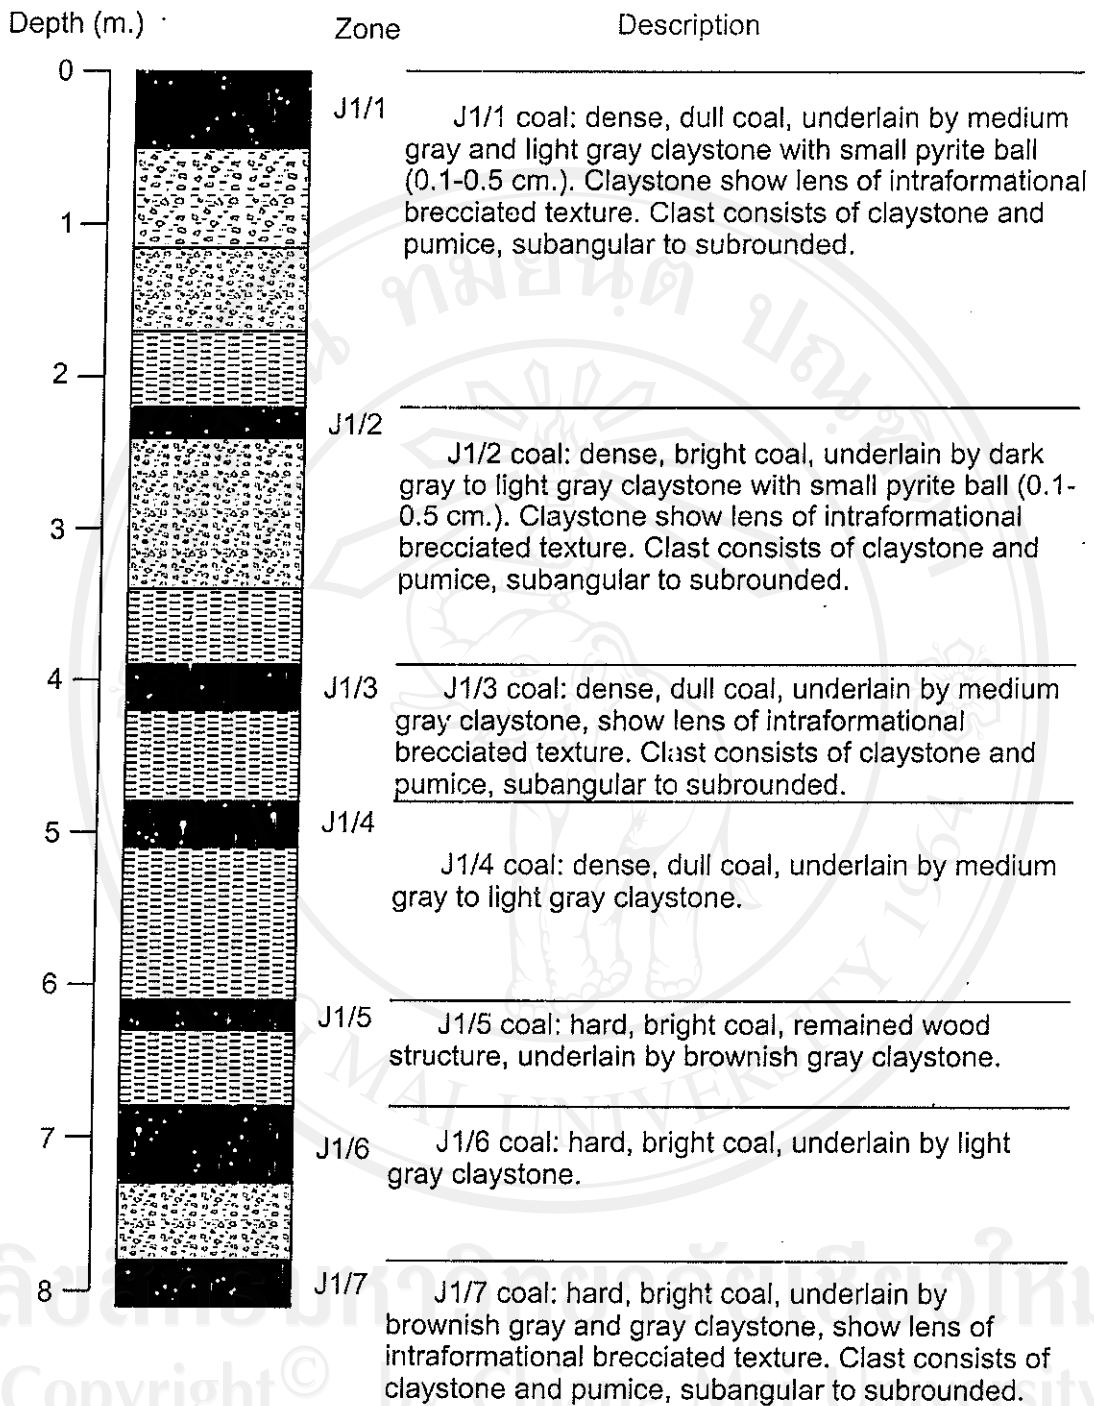 Depth (m.)
Zone
Description
0
J1/1
J1/1 coal: dense, dull coal, underlain by medium
gray and light gray claystone with small pyrite ball
(0.1-0.5 cm.). Claystone show lens of intraformational
brecciated texture. Clast consists of claystone and
pumice, subangular to subrounded.
1
2
J1/2
J1/2 coal: dense, bright coal, underlain by dark
gray to light gray claystone with small pyrite ball (0.1-
0.5 cm.). Claystone show lens of intraformational
brecciated texture. Clast consists of claystone and
pumice, subangular to subrounded.
3
4
J1/3
J1/3 coal: dense, dull coal, underlain by medium
gray claystone, show lens of intraformational
brecciated texture. Clast consists of claystone and
pumice, subangular to subrounded.
5
J1/4
J1/4 coal: dense, dull coal, underlain by medium
gray to light gray claystone.
6
J1/5
J1/5 coal: hard, bright coal, remained wood
structure, underlain by brownish gray claystone.
7
J1/6
J1/6 coal: hard, bright coal, underlain by light
gray claystone.
8
J1/7
J1/7 coal: hard, bright coal, underlain by
brownish gray and gray claystone, show lens of
intraformational brecciated texture. Clast consists of
claystone and pumice, subangular to subrounded.
MAI UNIVERSITY 1964
Copyright©